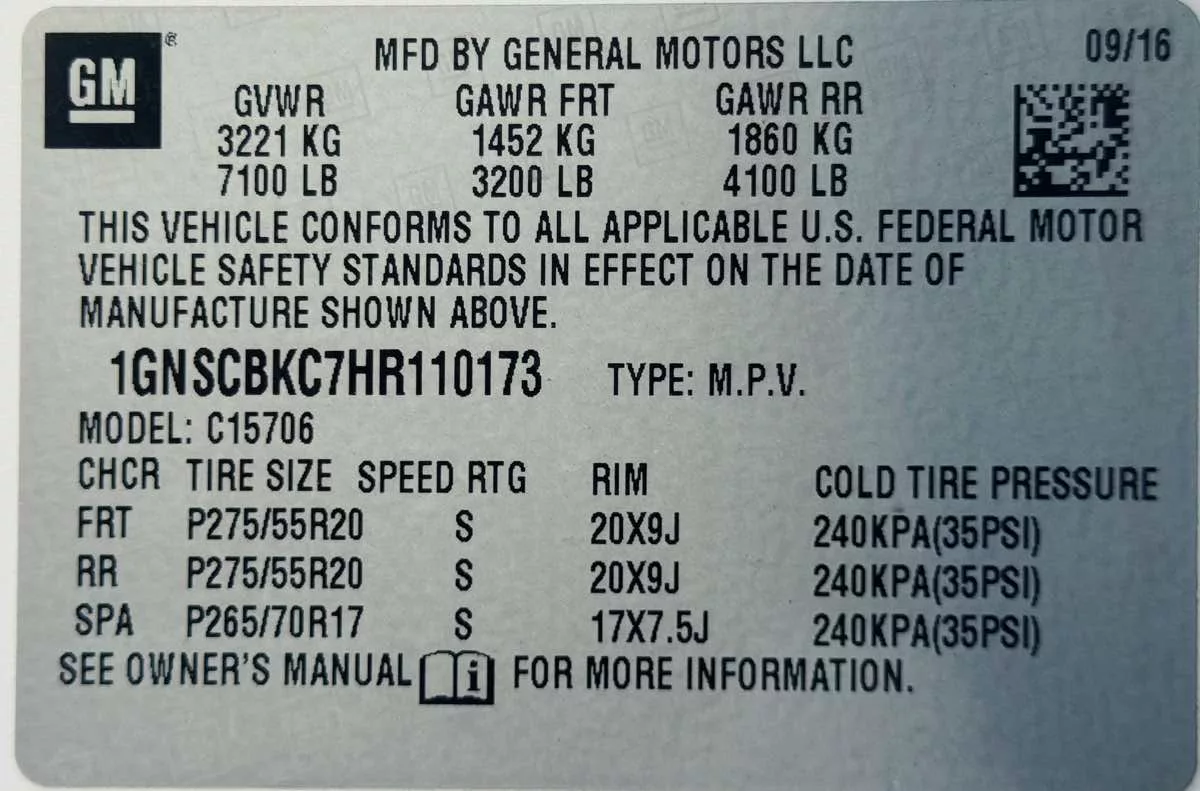 GM ®
MFD BY GENERAL MOTORS LLC 09/16
GVWR GAWR FRT GAWR RR
3221 KG 1452 KG 1860 KG
7100 LB 3200 LB 4100 LB
THIS VEHICLE CONFORMS TO ALL APPLICABLE U.S. FEDERAL MOTOR
VEHICLE SAFETY STANDARDS IN EFFECT ON THE DATE OF
MANUFACTURE SHOWN ABOVE.
1GNSCBKC7HR110173 TYPE: M.P.V.
MODEL: C15706
CHCR TIRE SIZE SPEED RTG RIM COLD TIRE PRESSURE
FRT P275/55R20 S 20X9J 240KPA(35PSI)
RR P275/55R20 S 20X9J 240KPA(35PSI)
SPA P265/70R17 S 17X7.5J 240KPA(35PSI)
SEE OWNER'S MANUAL i FOR MORE INFORMATION.